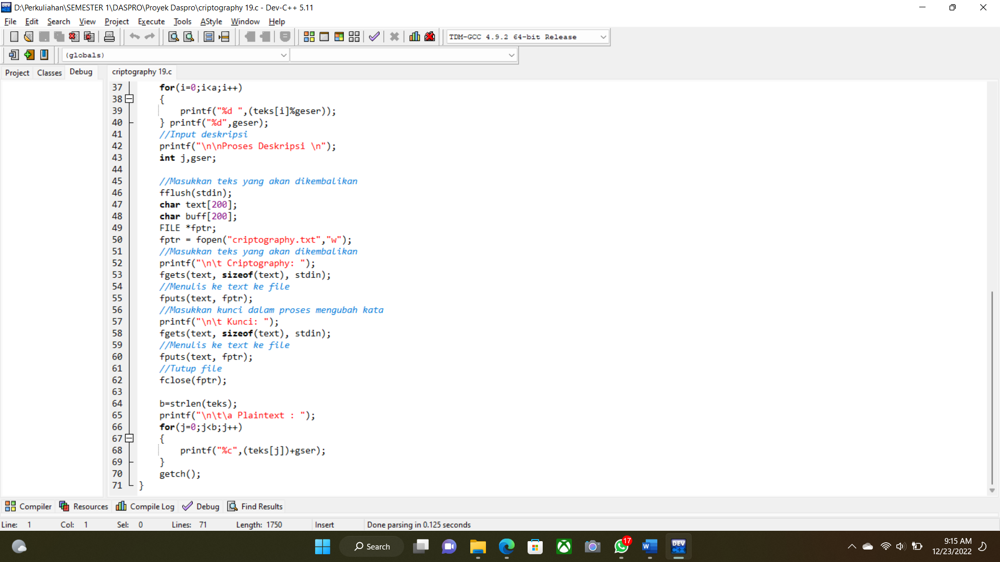 D:\Perkuliahan\SEMESTER 1\DASPRO\Proyek Daspro\criptography 19.c - Dev-C++ 5.11
File Edit Search View Project Execute Tools AStyle Window Help
TDM-GCC 4.9.2 64-bit Release
(globals)
Project Classes Debug criptography 19.c
37 for(i=0;i<a;i++)
38 {
39 printf("%d ",(teks[i]%geser));
40 } printf("%d",geser);
41 //Input deskripsi
42 printf("\n\nProses Deskripsi \n");
43 int j,gser;
44
45 //Masukkan teks yang akan dikembalikan
46 fflush(stdin);
47 char text[200];
48 char buff[200];
49 FILE *fptr;
50 fptr = fopen("criptography.txt","w");
51 //Masukkan teks yang akan dikembalikan
52 printf("\n\t Criptography: ");
53 fgets(text, sizeof(text), stdin);
54 //Menulis ke text ke file
55 fputs(text, fptr);
56 //Masukkan kunci dalam proses mengubah kata
57 printf("\n\t Kunci: ");
58 fgets(text, sizeof(text), stdin);
59 //Menulis ke text ke file
60 fputs(text, fptr);
61 //Tutup file
62 fclose(fptr);
63
64 b=strlen(teks);
65 printf("\n\t\a Plaintext : ");
66 for(j=0;j<b;j++)
67 {
68 printf("%c",(teks[j])+gser);
69 }
70 getch();
71 }
Compiler Resources Compile Log Debug Find Results
Line: 1 Col: 1 Sel: 0 Lines: 71 Length: 1750 Insert Done parsing in 0.125 seconds
Search
17
W
DEV C++
9:15 AM
12/23/2022